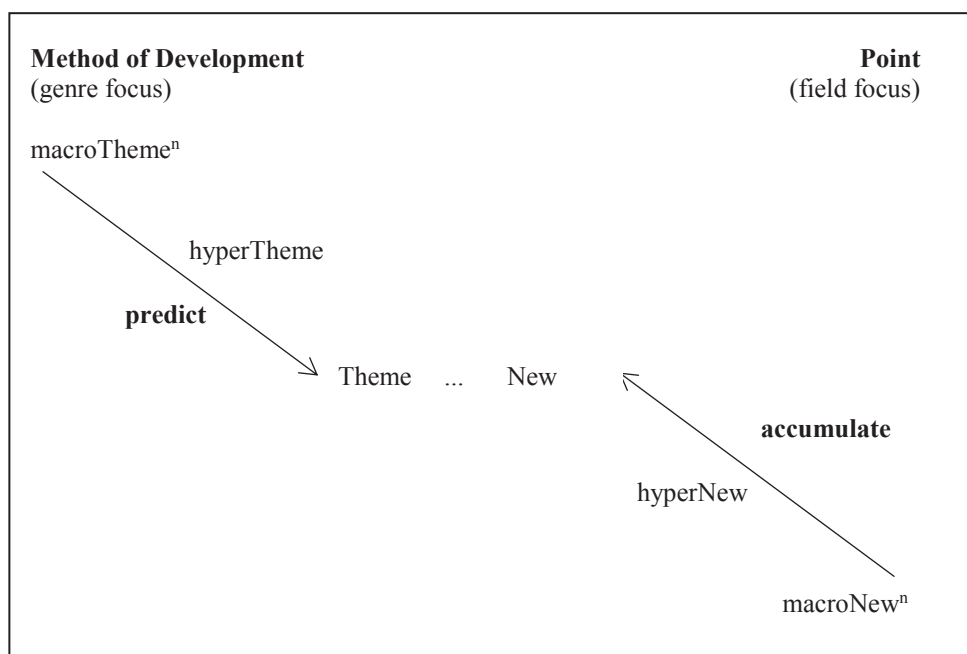 Method of Development
(genre focus)
Point
(field focus)
macroThemeⁿ
hyperTheme
predict
Theme ... New
accumulate
hyperNew
macroNewⁿ